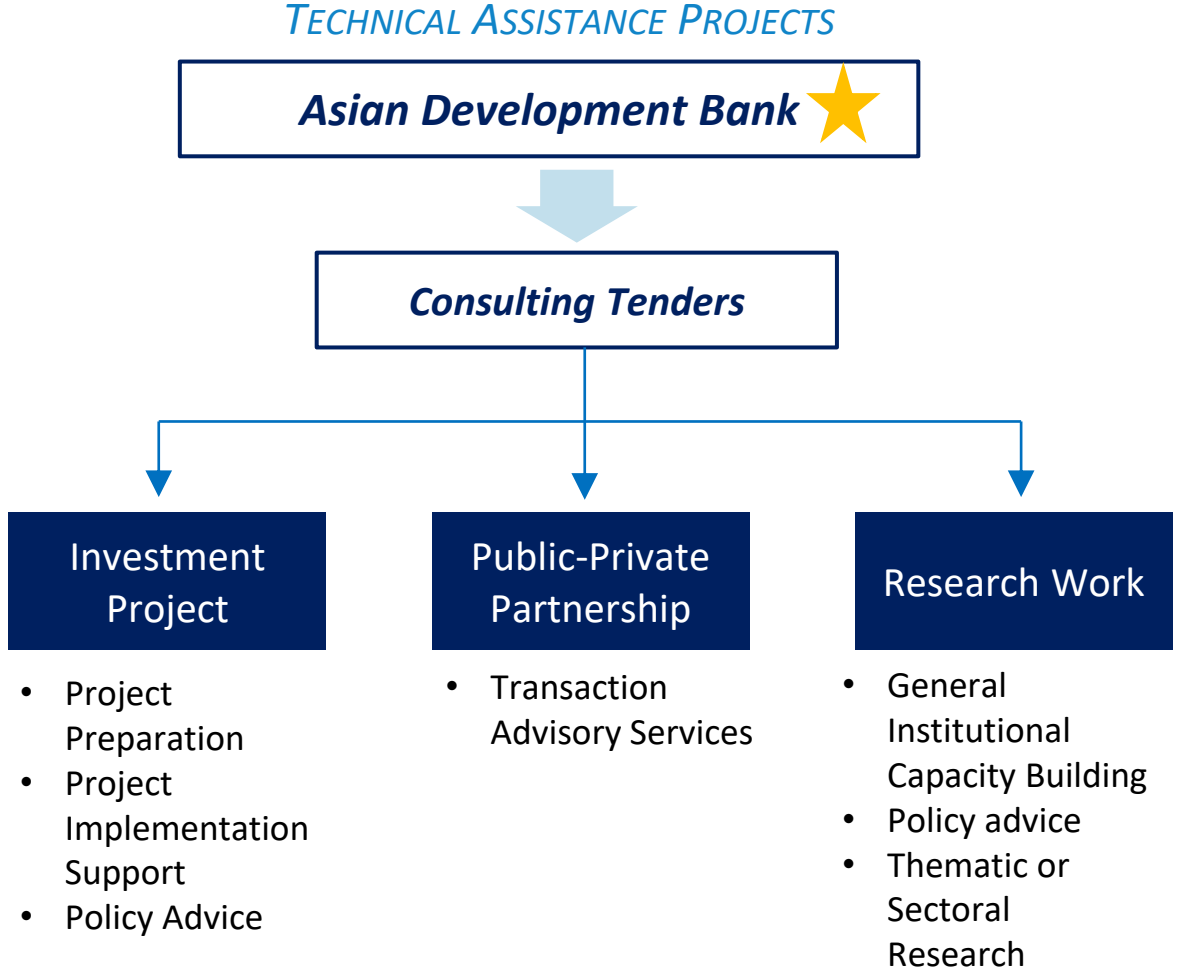 TECHNICAL ASSISTANCE PROJECTS
Asian Development Bank
Consulting Tenders
Investment
Project
Public-Private
Partnership
Research Work
• Project
Preparation
• Project
Implementation
Support
• Policy Advice
• Transaction
Advisory Services
• General
Institutional
Capacity Building
• Policy advice
• Thematic or
Sectoral
Research